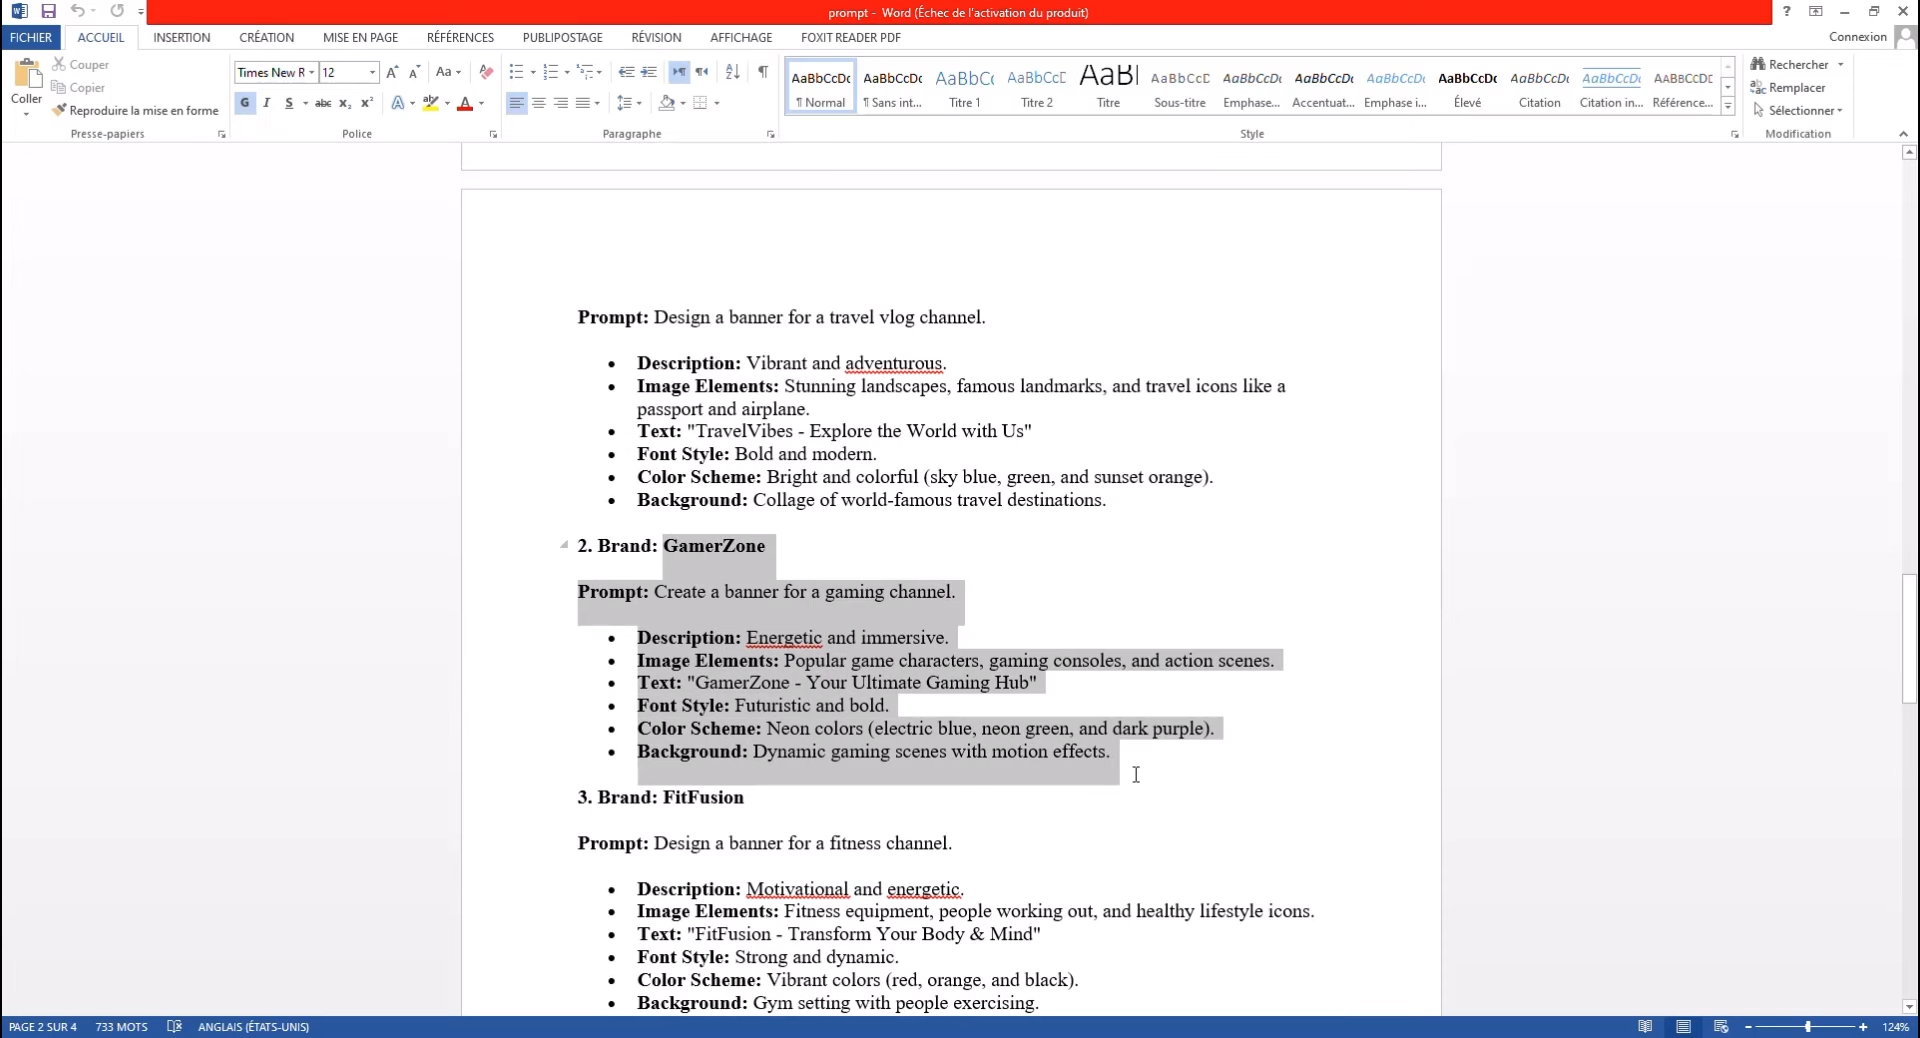 prompt - Word (Échec de l'activation du produit)
FICHIER ACCUEIL INSERTION CRÉATION MISE EN PAGE RÉFÉRENCES PUBLIPOSTAGE RÉVISION AFFICHAGE FOXIT READER PDF
Connexion
Coller
Couper
Copier
Reproduire la mise en forme
Presse-papiers
Times New R 12
Police
Paragraphe
AaBbCcDc AaBbCcDc AaBbC( AaBbCcE AaBl AaBbCcD AaBbCcDc AaBbCcDc AaBbCcDc AaBbCcDc AaBbCcDc AaBbCcDc AABBCCDE
¶ Normal ¶ Sans int... Titre 1 Titre 2 Titre Sous-titre Emphase... Accentuat... Emphase i... Élevé Citation Citation in... Référence...
Style
Rechercher
Remplacer
Sélectionner
Modification
Prompt: Design a banner for a travel vlog channel.
• Description: Vibrant and adventurous.
• Image Elements: Stunning landscapes, famous landmarks, and travel icons like a
passport and airplane.
• Text: "TravelVibes - Explore the World with Us"
• Font Style: Bold and modern.
• Color Scheme: Bright and colorful (sky blue, green, and sunset orange).
• Background: Collage of world-famous travel destinations.
2. Brand: GamerZone
Prompt: Create a banner for a gaming channel.
• Description: Energetic and immersive.
• Image Elements: Popular game characters, gaming consoles, and action scenes.
• Text: "GamerZone - Your Ultimate Gaming Hub"
• Font Style: Futuristic and bold.
• Color Scheme: Neon colors (electric blue, neon green, and dark purple).
• Background: Dynamic gaming scenes with motion effects.
3. Brand: FitFusion
Prompt: Design a banner for a fitness channel.
• Description: Motivational and energetic.
• Image Elements: Fitness equipment, people working out, and healthy lifestyle icons.
• Text: "FitFusion - Transform Your Body & Mind"
• Font Style: Strong and dynamic.
• Color Scheme: Vibrant colors (red, orange, and black).
• Background: Gym setting with people exercising.
PAGE 2 SUR 4 733 MOTS ANGLAIS (ÉTATS-UNIS) 124%